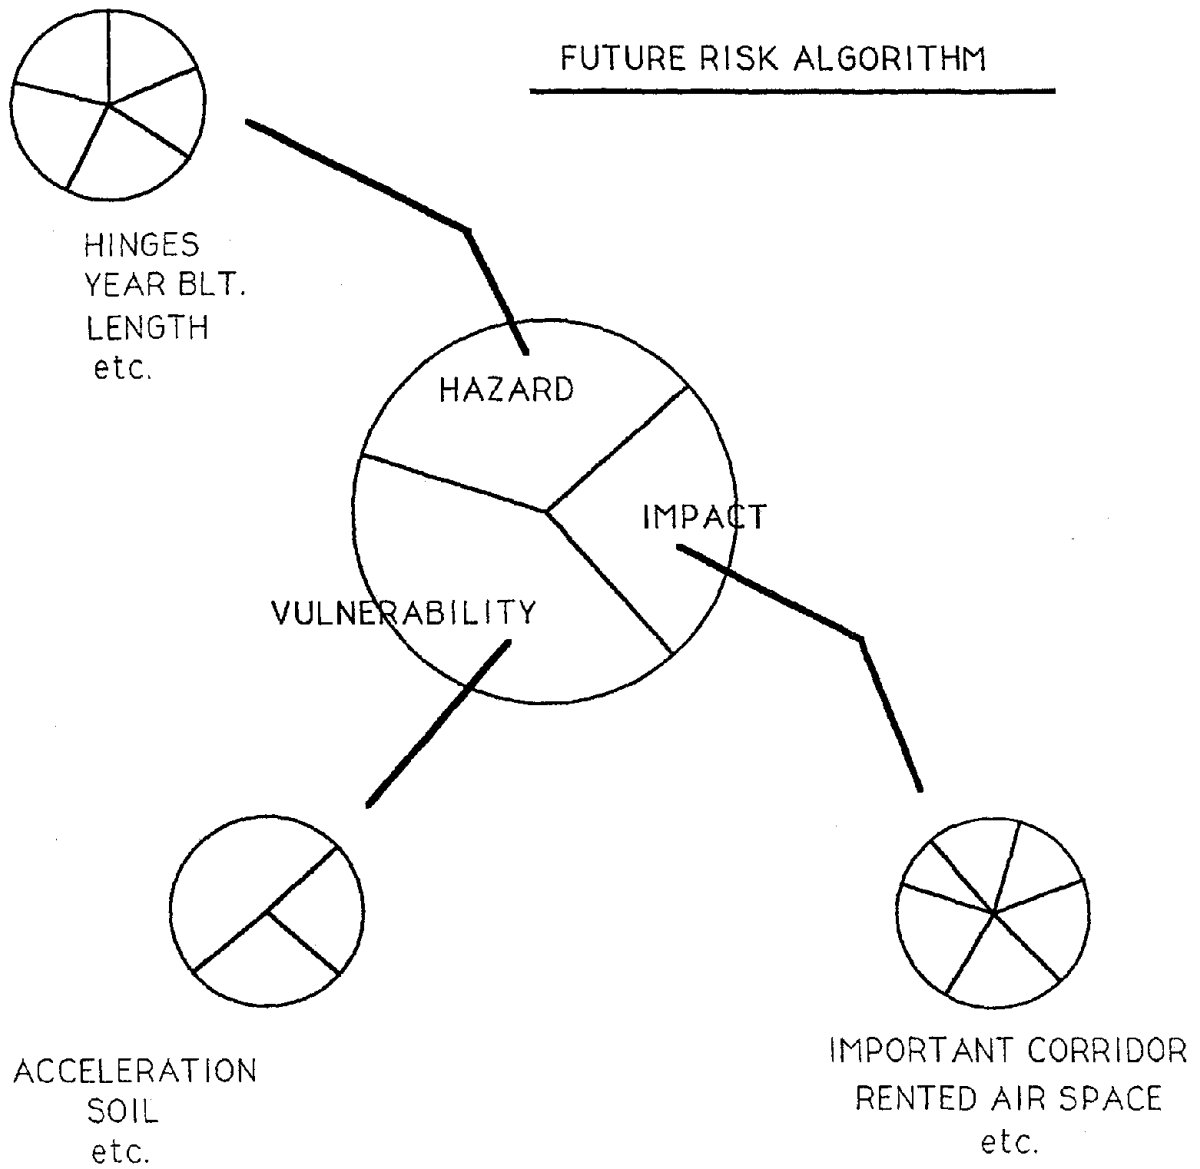 FUTURE RISK ALGORITHM
HINGES
YEAR BLT.
LENGTH
etc.
HAZARD
IMPACT
VULNERABILITY
ACCELERATION
SOIL
etc.
IMPORTANT CORRIDOR
RENTED AIR SPACE
etc.